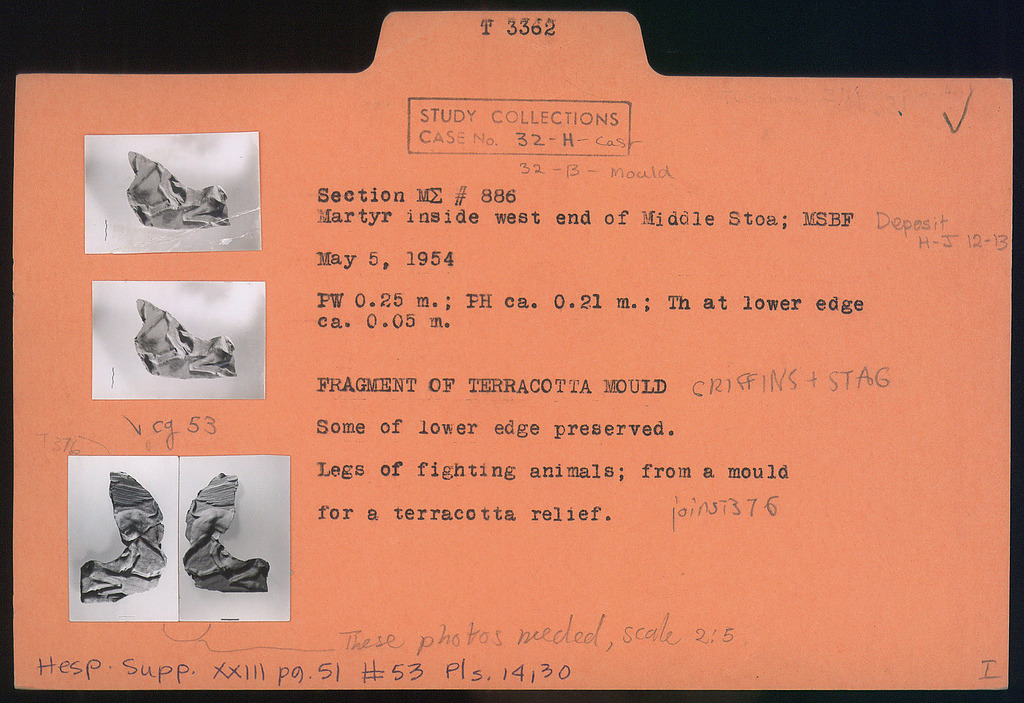 T 3362
STUDY COLLECTIONS
CASE No. 32-H-Cast
32-B-Mould
Section ΜΣ # 886
Martyr inside west end of Middle Stoa; MSBF
Deposit
H-J 12-13
May 5, 1954
PW 0.25 m.; PH ca. 0.21 m.; Th at lower edge
ca. 0.05 m.
FRAGMENT OF TERRACOTTA MOULD GRIFFINS + STAG
cg 53
Some of lower edge preserved.
T 376
Legs of fighting animals; from a mould
for a terracotta relief. joins T376
These photos needed, scale 2:5
Hesp. Supp. XXIII pg. 51 #53 Pls. 14,30
I